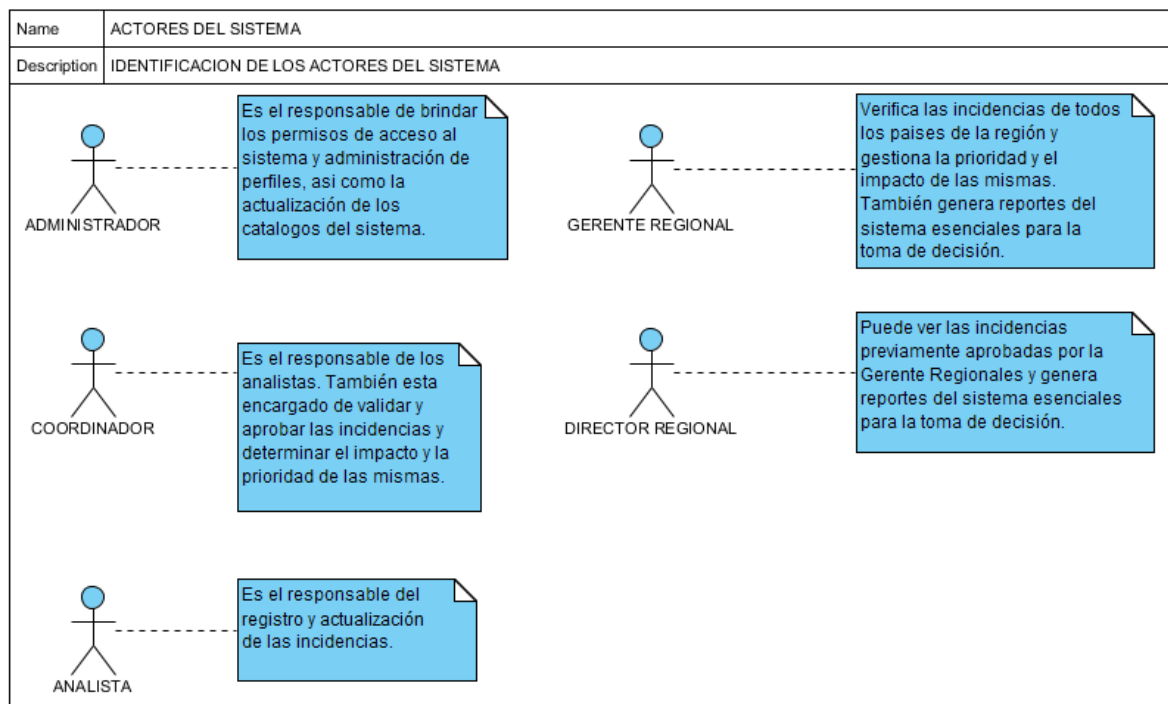 Name ACTORES DEL SISTEMA
Description IDENTIFICACION DE LOS ACTORES DEL SISTEMA
Es el responsable de brindar
los permisos de acceso al
sistema y administración de
perfiles, asi como la
actualización de los
catalogos del sistema.
ADMINISTRADOR
Verifica las incidencias de todos
los paises de la región y
gestiona la prioridad y el
impacto de las mismas.
También genera reportes del
sistema esenciales para la
toma de decisión.
GERENTE REGIONAL
Es el responsable de los
analistas. También esta
encargado de validar y
aprobar las incidencias y
determinar el impacto y la
prioridad de las mismas.
COORDINADOR
Puede ver las incidencias
previamente aprobadas por la
Gerente Regionales y genera
reportes del sistema esenciales
para la toma de decisión.
DIRECTOR REGIONAL
Es el responsable del
registro y actualización
de las incidencias.
ANALISTA